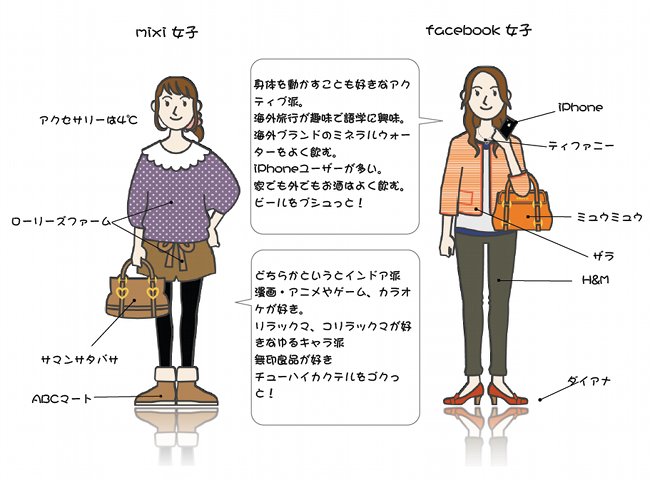 mixi 女子
facebook 女子
身体を動かすことも好きなアク
ティブ派。
海外旅行が趣味で語学に興味。
海外ブランドのミネラルウォー
ターをよく飲む。
iPhoneユーザーが多い。
家でも外でもお酒はよく飲む。
ビールをプシュっと！
アクセサリーは4℃
ローリーズファーム
サマンサタバサ
ABCマート
どちらかというとインドア派
漫画・アニメやゲーム、カラオ
ケが好き。
リラックマ、コリラックマが好
きなゆるキャラ派
無印良品が好き
チューハイカクテルをゴクっ
と！
iPhone
ティファニー
ミュウミュウ
ザラ
H&M
ダイアナ